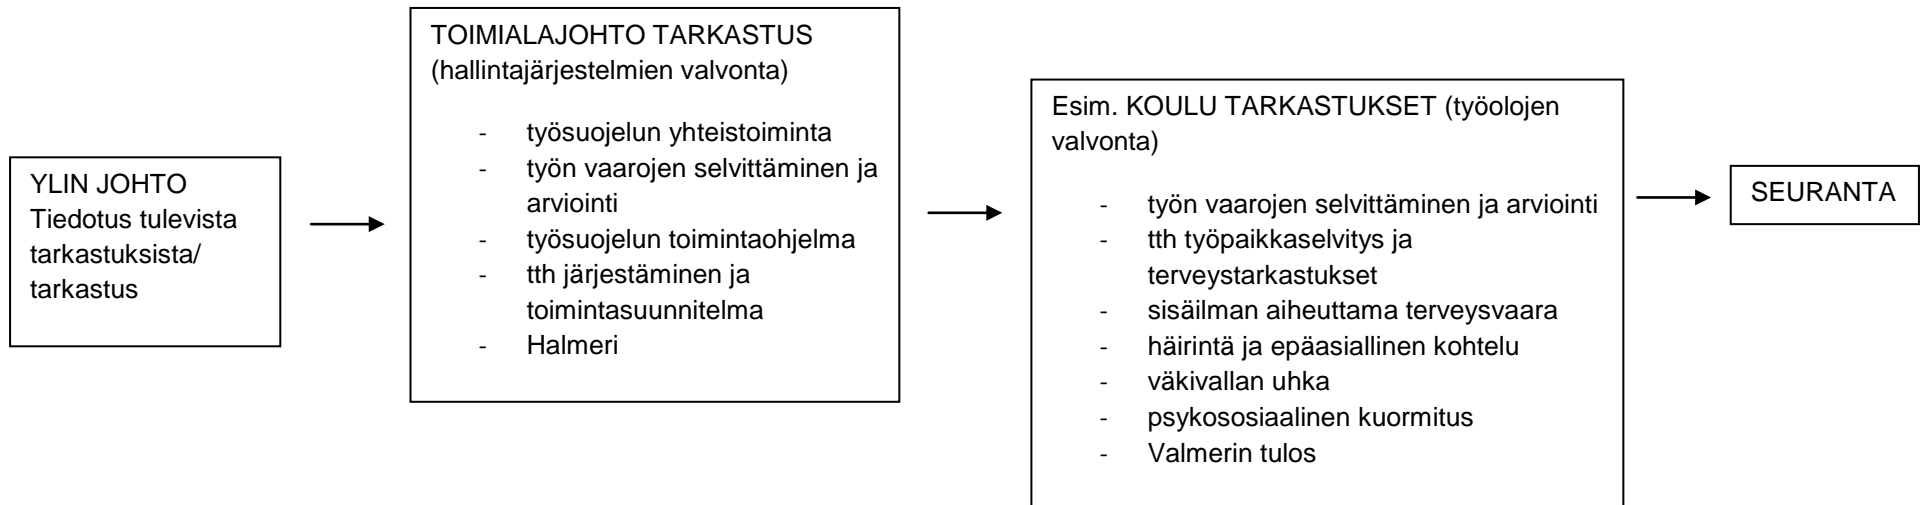 YLIN JOHTO
Tiedotus tulevista
tarkastuksista/
tarkastus
TOIMIALAJOHTO TARKASTUS
(hallintajärjestelmien valvonta)
- työsuojelun yhteistoiminta
- työn vaarojen selvittäminen ja
arviointi
- työsuojelun toimintaohjelma
- tth järjestäminen ja
toimintasuunnitelma
- Halmeri
Esim. KOULU TARKASTUKSET (työolojen
valvonta)
- työn vaarojen selvittäminen ja arviointi
- tth työpaikkaselvitys ja
terveystarkastukset
- sisäilman aiheuttama terveysvaara
- häirintä ja epäasiallinen kohtelu
- väkivallan uhka
- psykososiaalinen kuormitus
- Valmerin tulos
SEURANTA